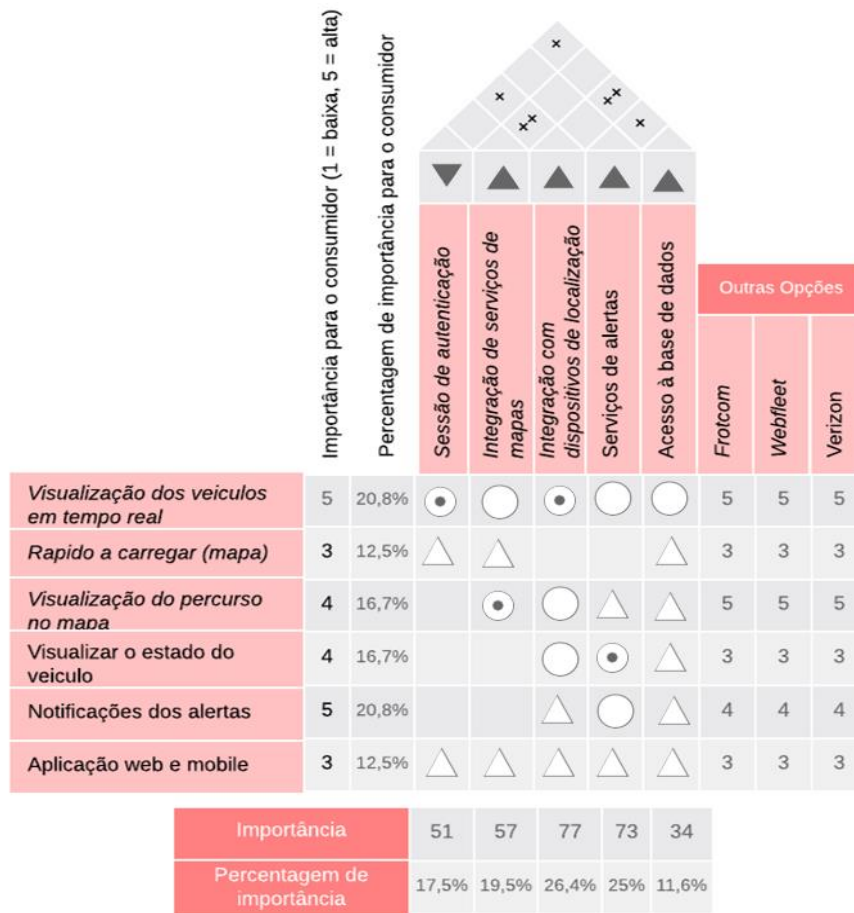 Importância para o consumidor (1 = baixa, 5 = alta)
Percentagem de importância para o consumidor
Sessão de autenticação
Integração de serviços de
mapas
Integração com
dispositivos de localização
Serviços de alertas
Acesso à base de dados
Outras Opções
Frotcom
Webfleet
Verizon
Visualização dos veiculos
em tempo real
5 20,8% 5 5 5
Rapido a carregar (mapa)
3 12,5% 3 3 3
Visualização do percurso
no mapa
4 16,7% 5 5 5
Visualizar o estado do
veiculo
4 16,7% 3 3 3
Notificações dos alertas
5 20,8% 4 4 4
Aplicação web e mobile
3 12,5% 3 3 3
Importância
51 57 77 73 34
Percentagem de
importância
17,5% 19,5% 26,4% 25% 11,6%